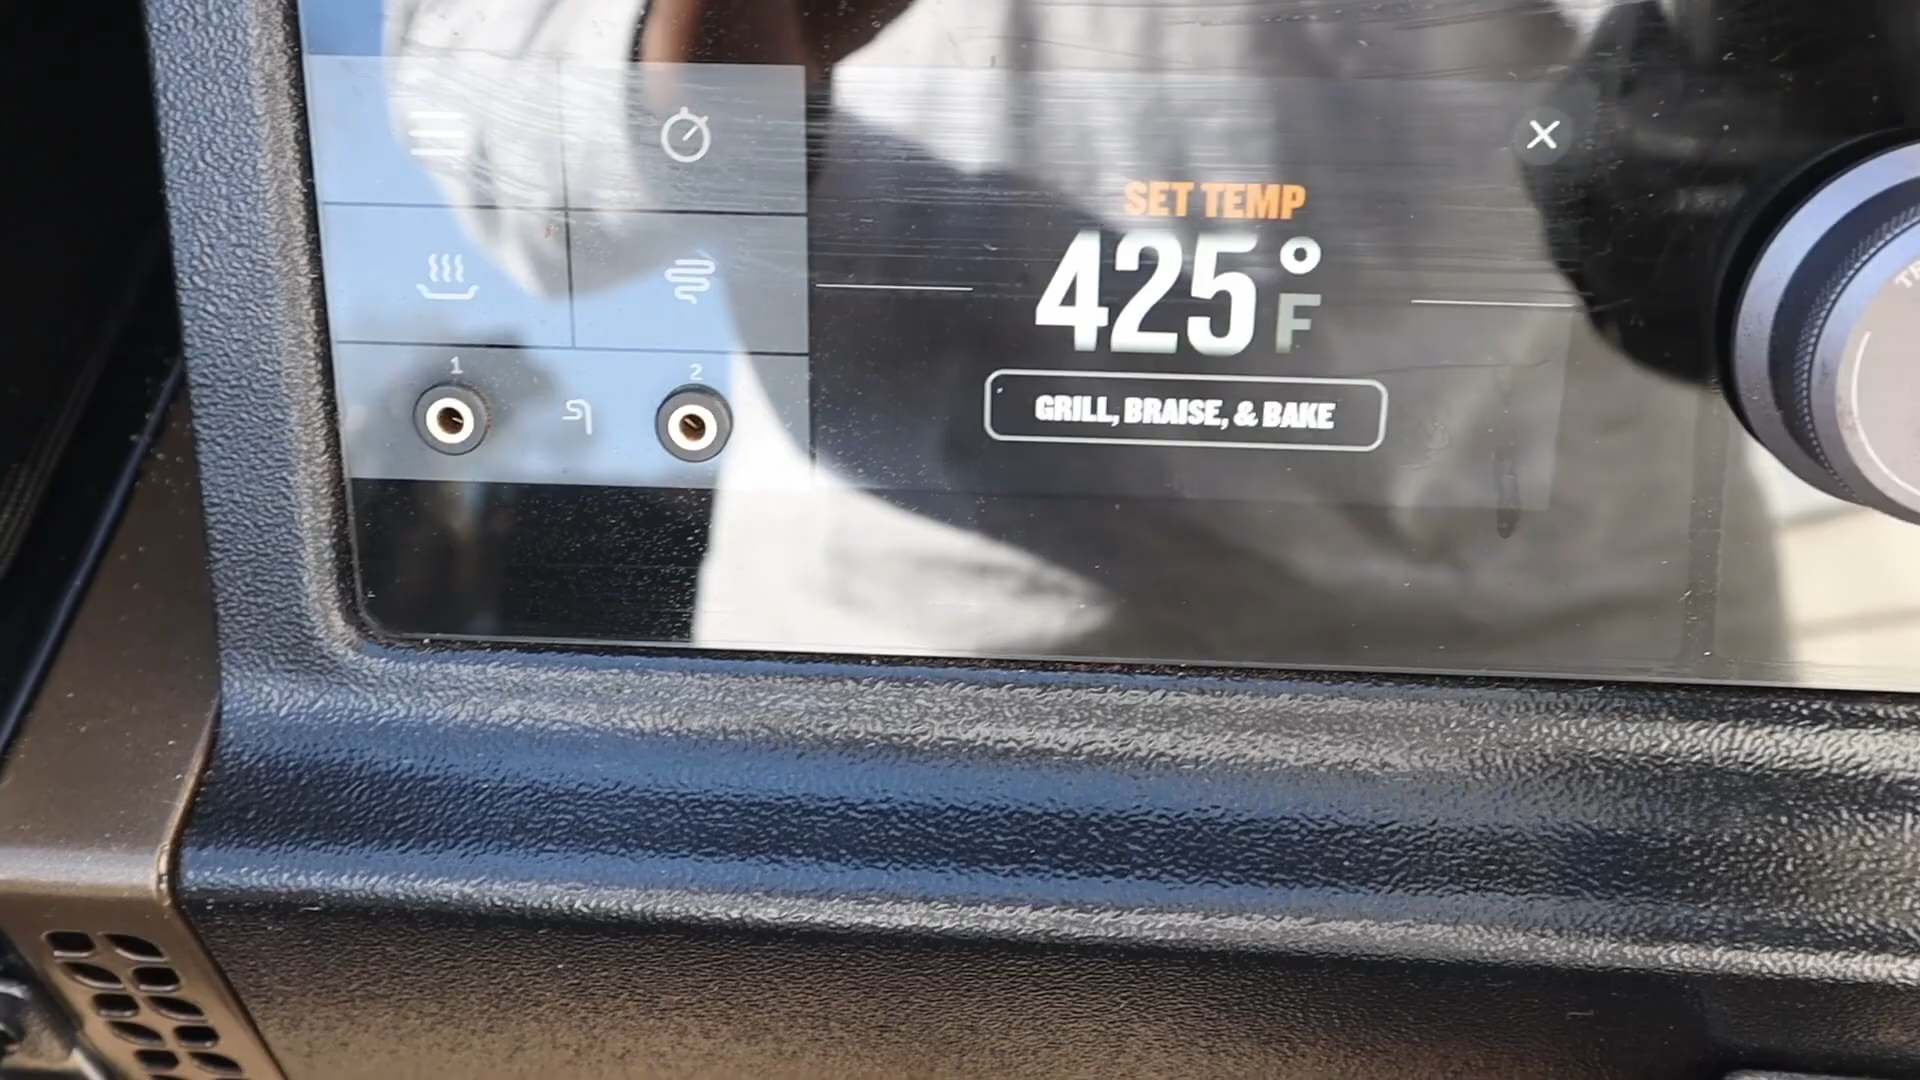 SET TEMP
425°F
GRILL, BRAISE, & BAKE
1
2